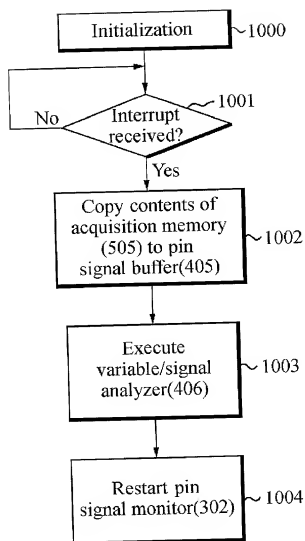 Initialization
1000
No
Interrupt
received?
1001
Yes
Copy contents of
acquisition memory
(505) to pin
signal buffer(405)
1002
Execute
variable/signal
analyzer(406)
1003
Restart pin
signal monitor(302)
1004